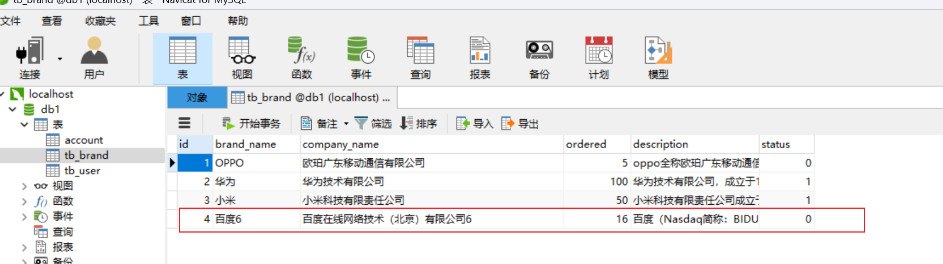 tb_brand @db1 (localhost) - 表 - Navicat for MySQL
文件 查看 收藏夹 工具 窗口 帮助
连接 用户 表 视图 函数 事件 查询 报表 备份 计划 模型
localhost
db1
表
account
tb_brand
tb_user
视图
函数
事件
查询
报表
备份
对象 tb_brand @db1 (localhost) ...
开始事务 备注 筛选 排序 导入 导出
id brand_name company_name ordered description status
1 OPPO 欧珀广东移动通信有限公司 5 oppo全称欧珀广东移动通信 0
2 华为 华为技术有限公司 100 华为技术有限公司，成立于1 1
3 小米 小米科技有限责任公司 50 小米科技有限责任公司成立于 1
4 百度6 百度在线网络技术（北京）有限公司6 16 百度（Nasdaq简称：BIDU 0